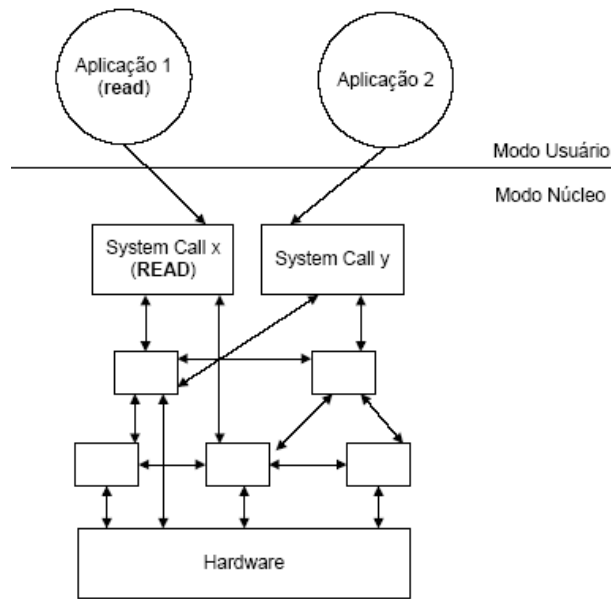 Aplicação 1
(read)
Aplicação 2
Modo Usuário
Modo Núcleo
System Call x
(READ)
System Call y
Hardware